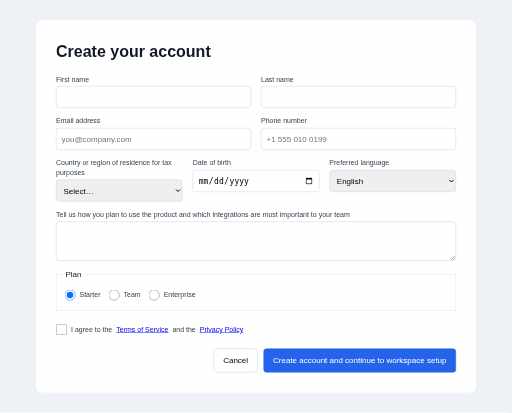 Create your account
First name Last name
Email address Phone number
you@company.com +1 555 010 0199
Country or region of residence for tax Date of birth Preferred language
purposes
Select... mm/dd/yyyy English
Tell us how you plan to use the product and which integrations are most important to your team
Plan
Starter Team Enterprise
I agree to the Terms of Service and the Privacy Policy
Cancel Create account and continue to workspace setup